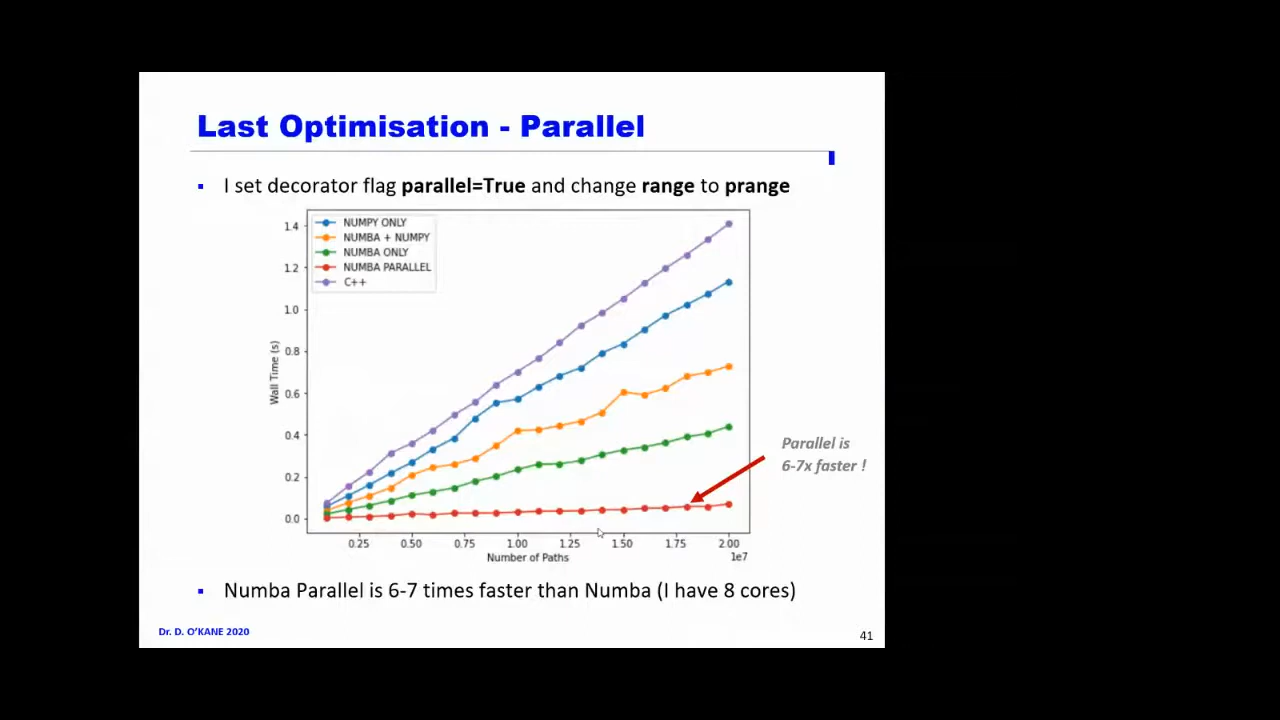 Last Optimisation - Parallel
▪ I set decorator flag parallel=True and change range to prange
NUMPY ONLY
NUMBA + NUMPY
NUMBA ONLY
NUMBA PARALLEL
C++
1.4
1.2
1.0
0.8
0.6
0.4
0.2
0.0
Wall Time (s)
0.25 0.50 0.75 1.00 1.25 1.50 1.75 2.00
1e7
Number of Paths
Parallel is
6-7x faster !
▪ Numba Parallel is 6-7 times faster than Numba (I have 8 cores)
Dr. D. O'KANE 2020
41